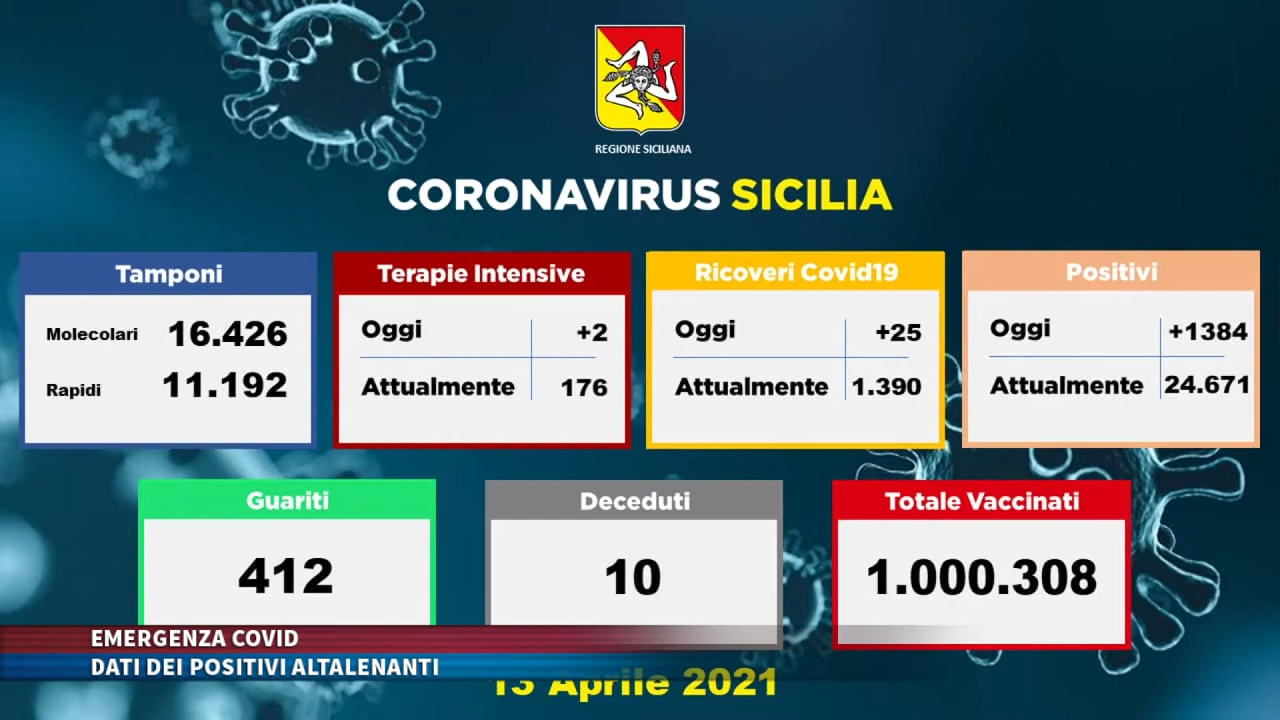 REGIONE SICILIANA
CORONAVIRUS SICILIA
Tamponi
Molecolari 16.426
Rapidi 11.192
Terapie Intensive
Oggi +2
Attualmente 176
Ricoveri Covid19
Oggi +25
Attualmente 1.390
Positivi
Oggi +1384
Attualmente 24.671
Guariti
412
Deceduti
10
Totale Vaccinati
1.000.308
EMERGENZA COVID
DATI DEI POSITIVI ALTALENANTI
13 Aprile 2021